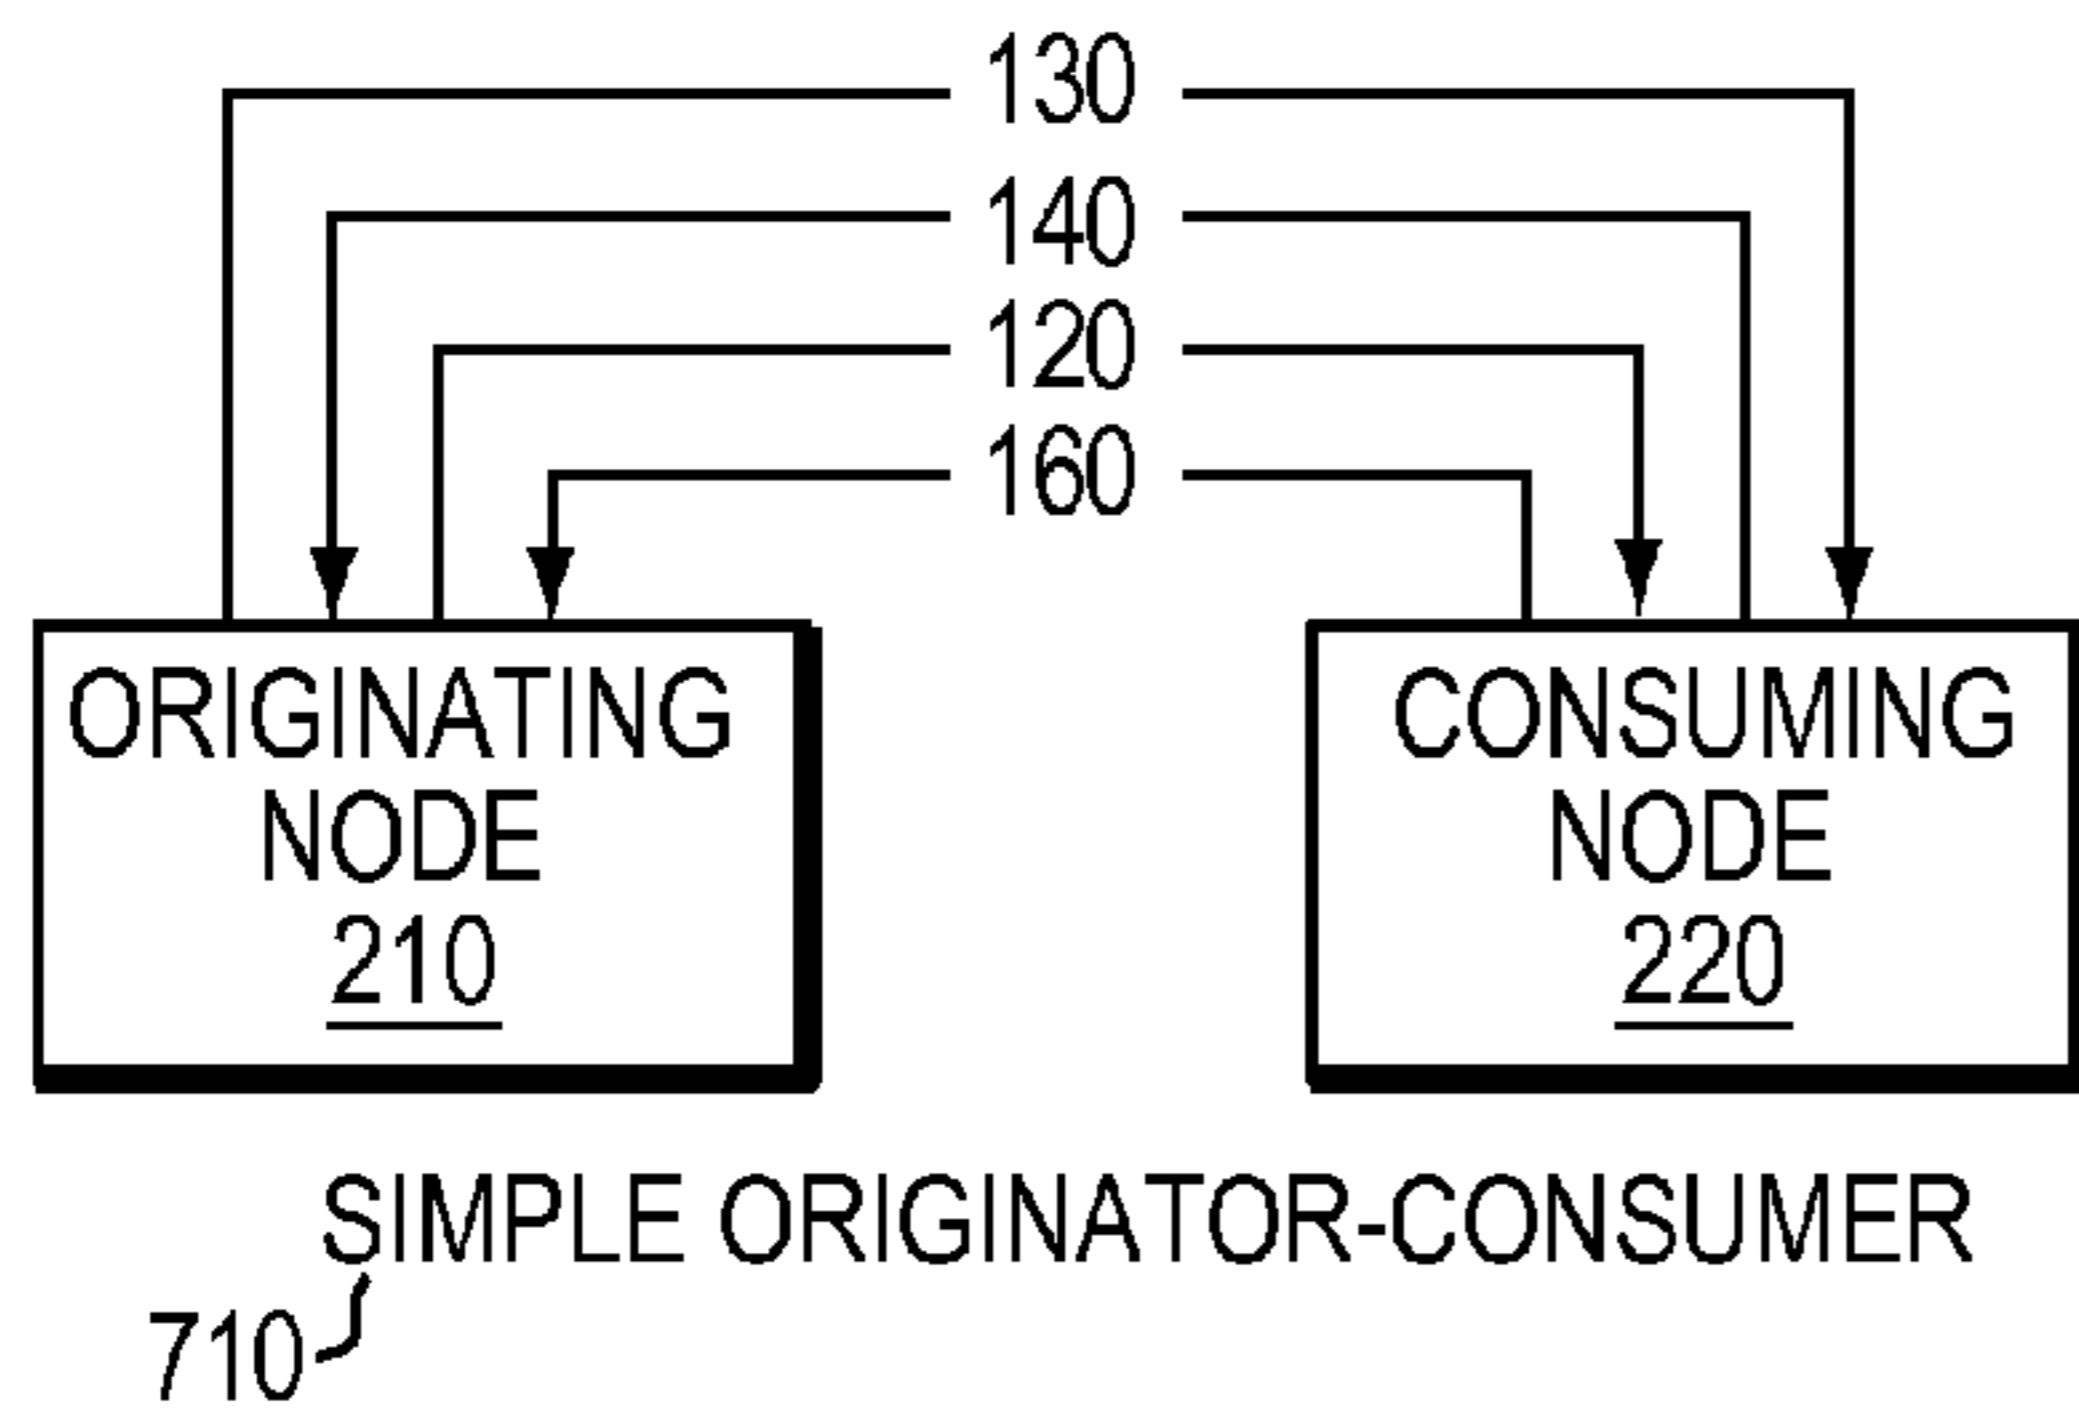 130
140
120
160
ORIGINATING
NODE
210
CONSUMING
NODE
220
SIMPLE ORIGINATOR-CONSUMER
710